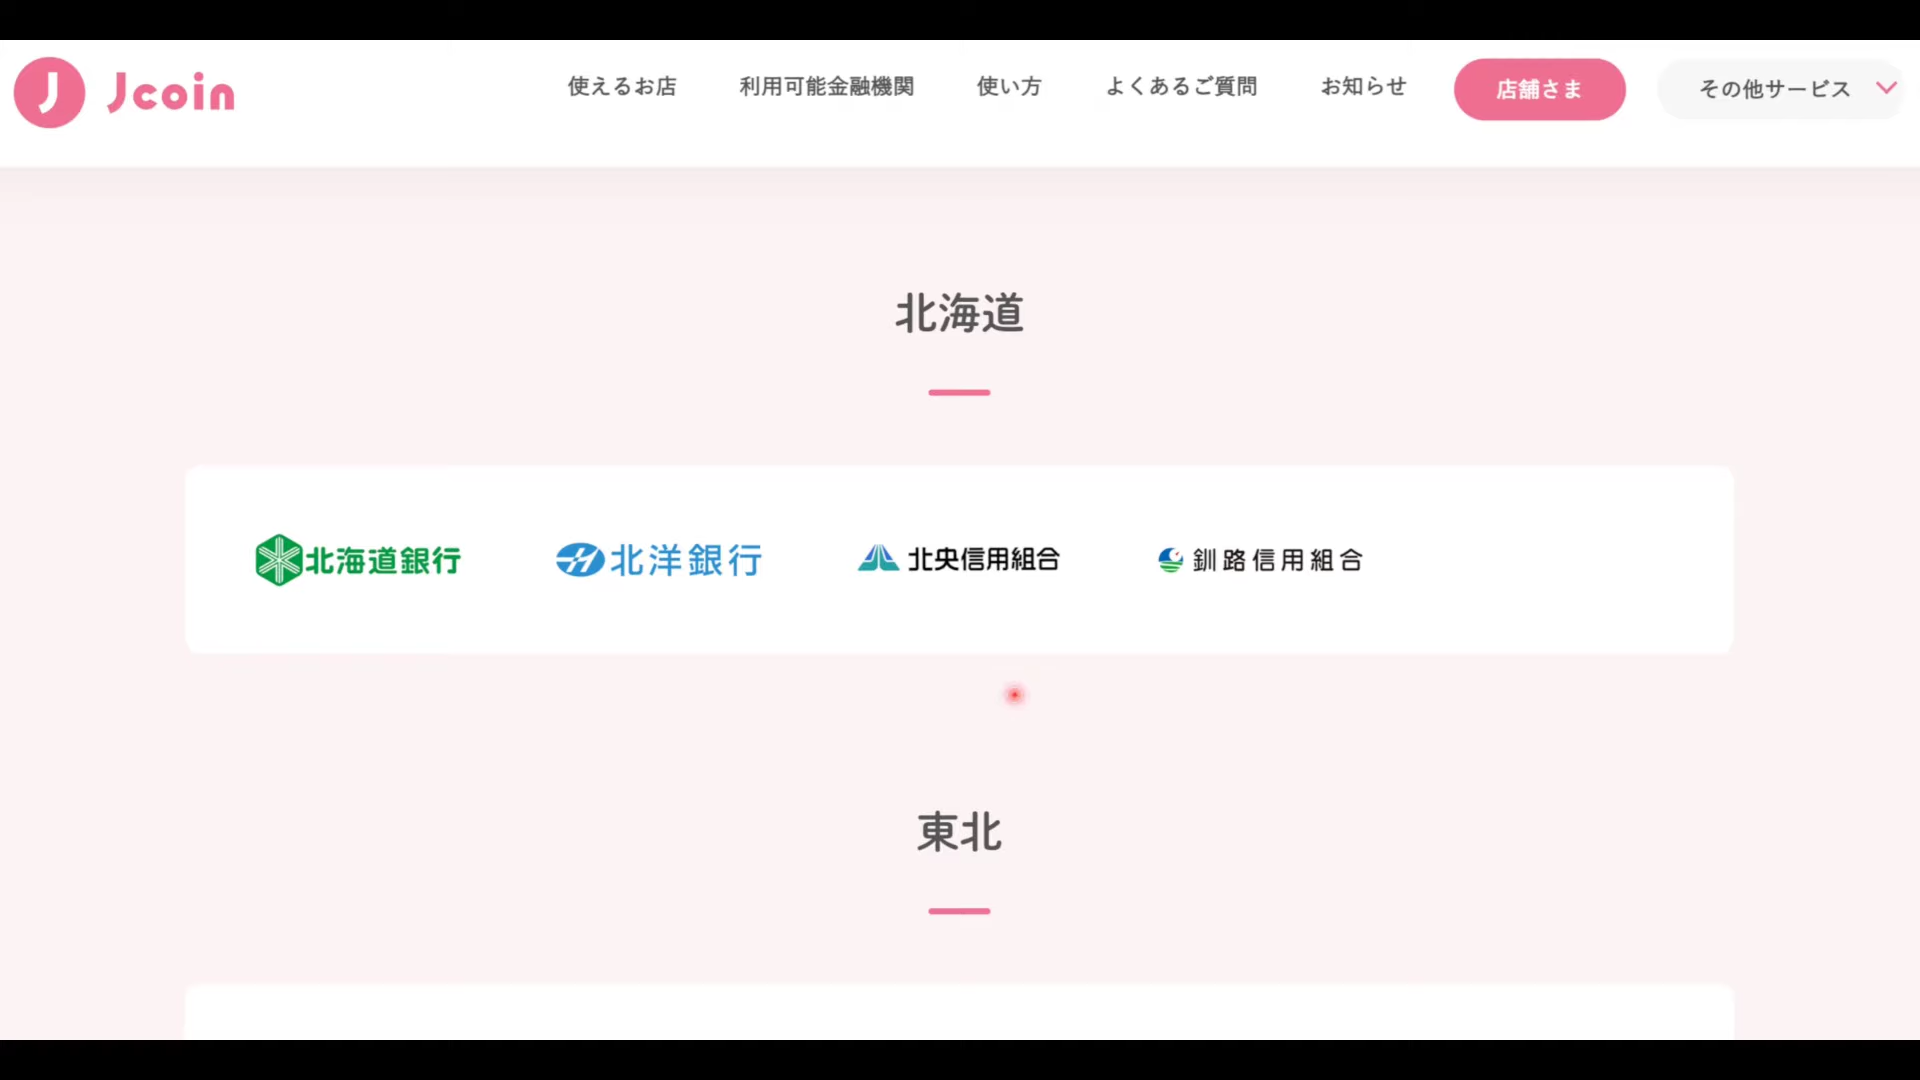 J Jcoin
使えるお店
利用可能金融機関
使い方
よくあるご質問
お知らせ
店舗さま
その他サービス
北海道
北海道銀行
北洋銀行
北央信用組合
釧路信用組合
東北